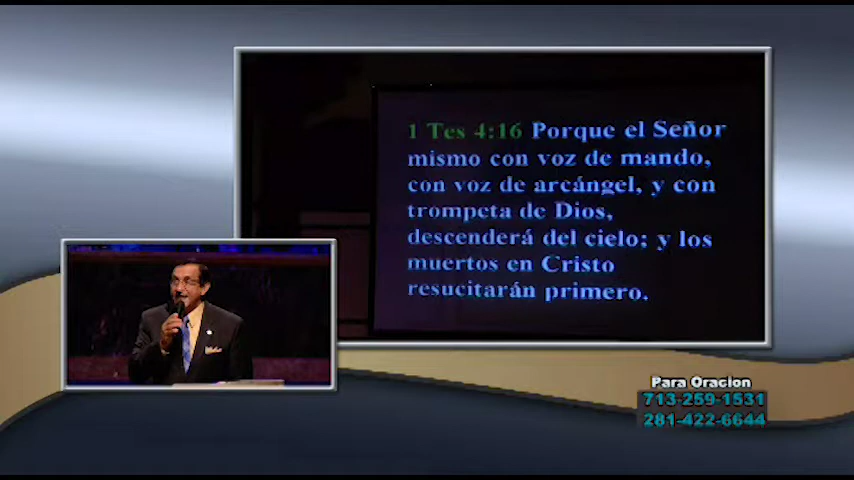 1 Tes 4:16 Porque el Señor
mismo con voz de mando,
con voz de arcángel, y con
trompeta de Dios,
descenderá del cielo; y los
muertos en Cristo
resucitarán primero.
Para Oracion
713-259-1531
281-422-6644